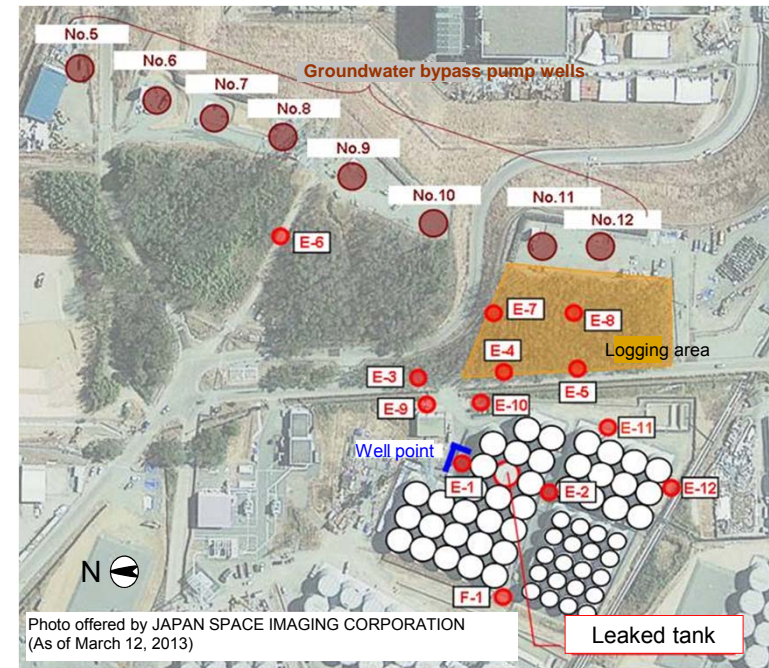 No.5
No.6
No.7
Groundwater bypass pump wells
No.8
No.9
No.10
No.11
No.12
E-6
E-7
E-8
E-4
Logging area
E-3
E-5
E-9
E-10
E-11
Well point
E-1
E-2
E-12
N
F-1
Photo offered by JAPAN SPACE IMAGING CORPORATION
(As of March 12, 2013)
Leaked tank